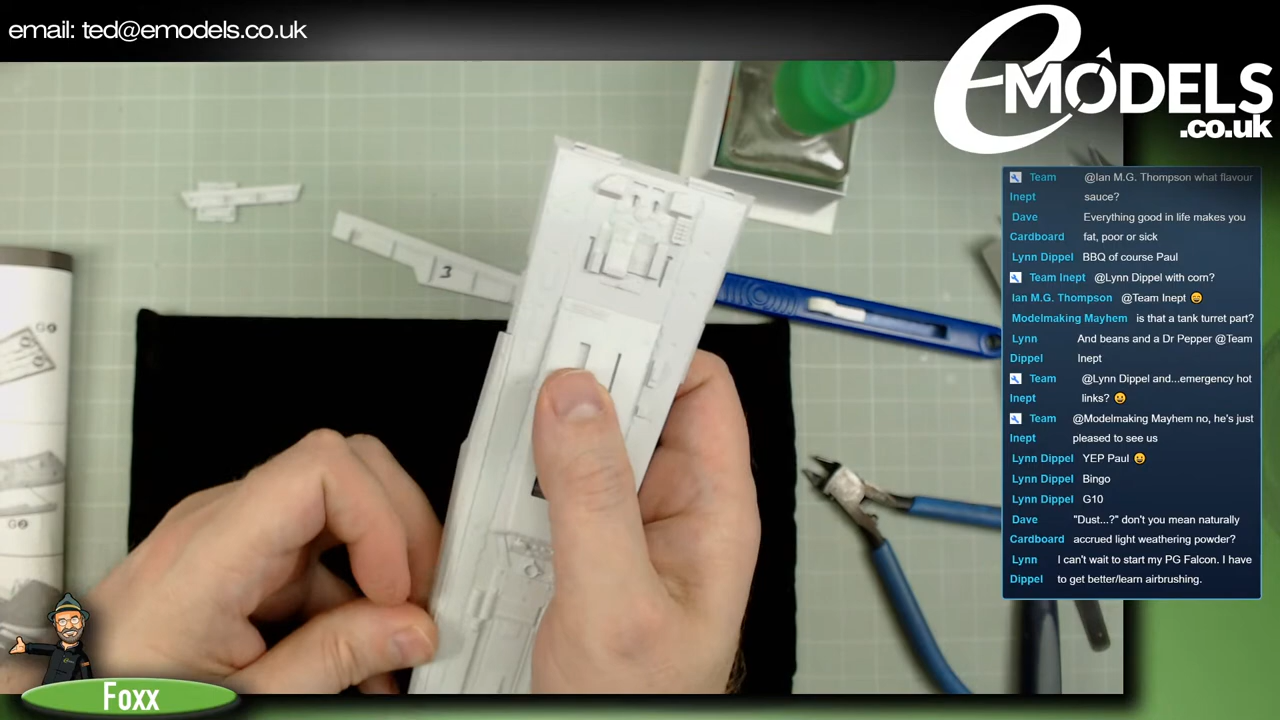 email: ted@emodels.co.uk
eMODELS
.co.uk
Team @Ian M.G. Thompson what flavour
Inept sauce?
Dave Everything good in life makes you
Cardboard fat, poor or sick
Lynn Dippel BBQ of course Paul
Team Inept @Lynn Dippel with corn?
Ian M.G. Thompson @Team Inept 😀
Modelmaking Mayhem is that a tank turret part?
Lynn And beans and a Dr Pepper @Team
Dippel Inept
Team @Lynn Dippel and...emergency hot
Inept links? 😀
Team @Modelmaking Mayhem no, he's just
Inept pleased to see us
Lynn Dippel YEP Paul 😀
Lynn Dippel Bingo
Lynn Dippel G10
Dave "Dust...?" don't you mean naturally
Cardboard accrued light weathering powder?
Lynn I can't wait to start my PG Falcon. I have
Dippel to get better/learn airbrushing.
3
G4
G2
Foxx